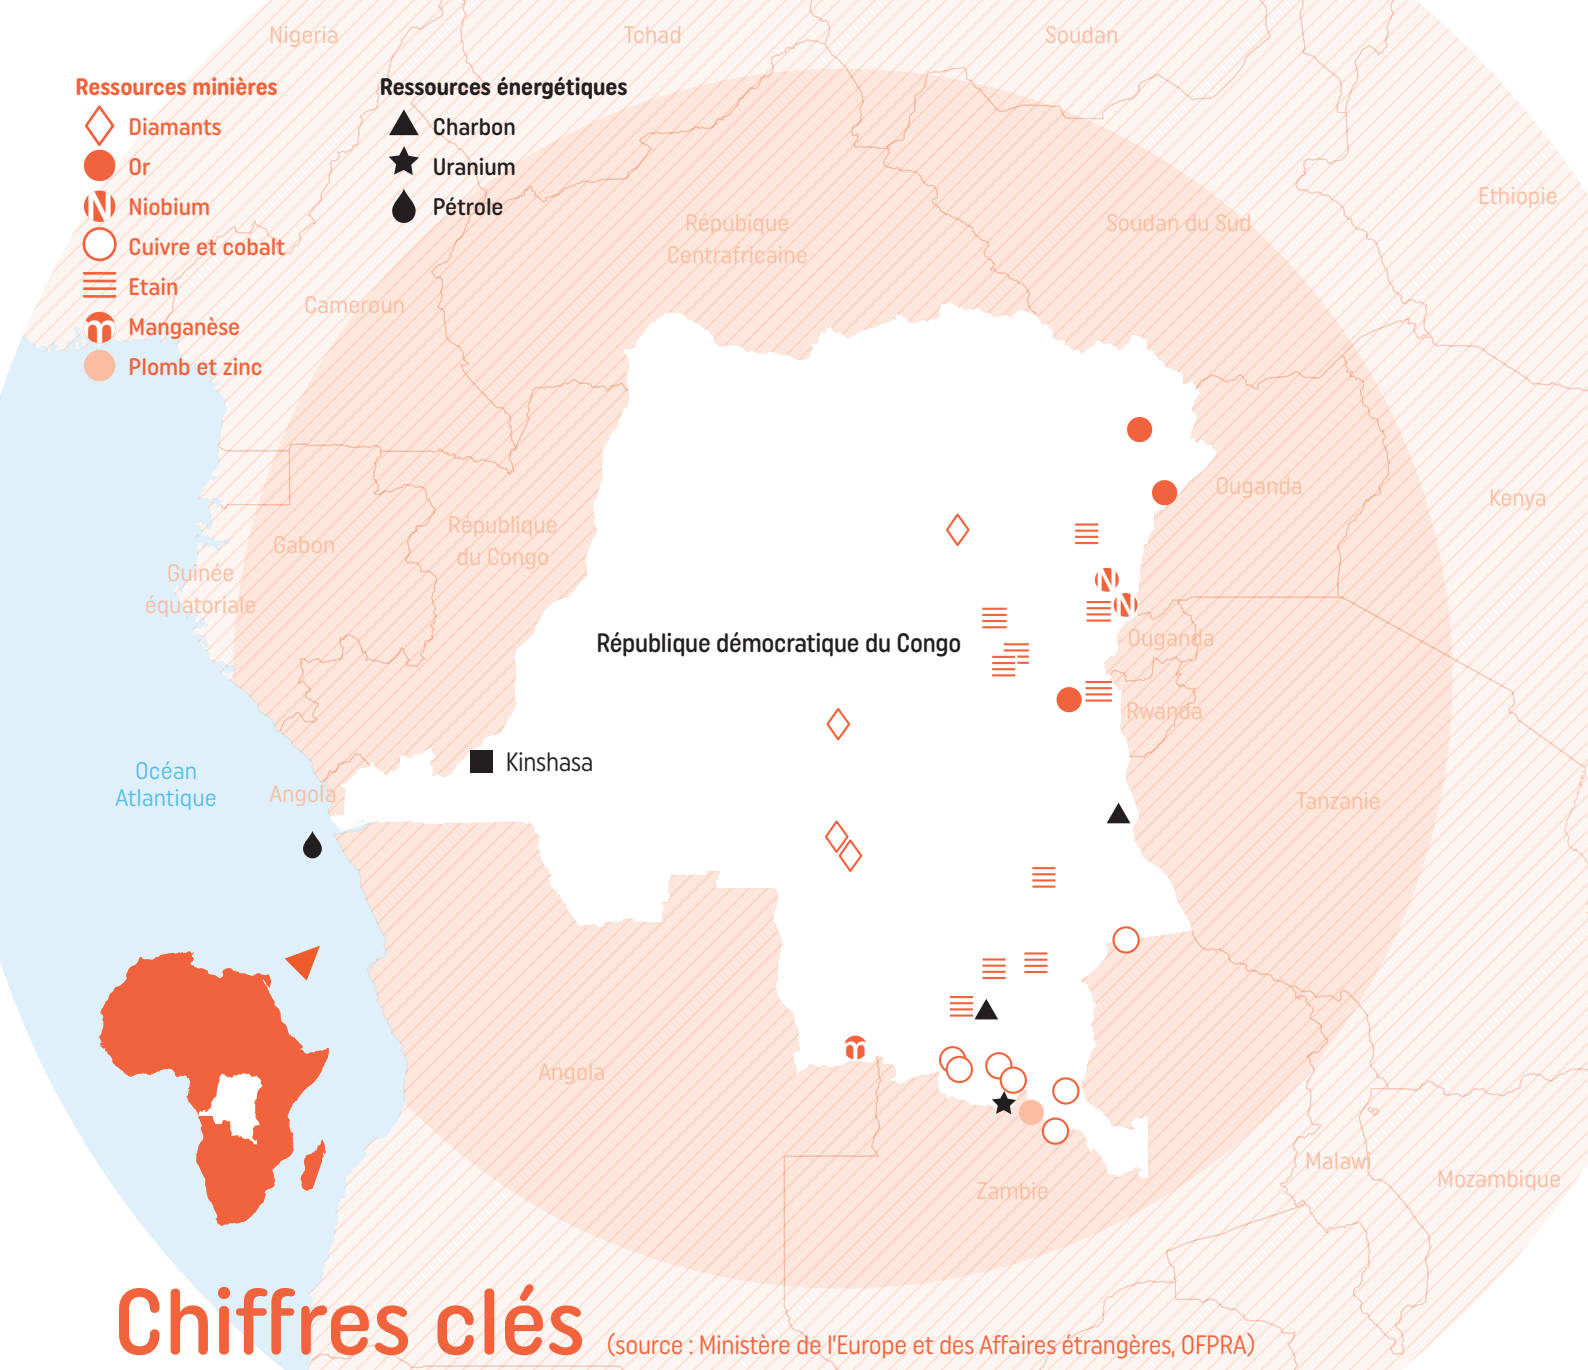 Nigeria
Tchad
Soudan
Ressources minières
Diamants
Or
Niobium
Cuivre et cobalt
Etain
Manganèse
Plomb et zinc
Ressources énergétiques
Charbon
Uranium
Pétrole
Ethiopie
Répubique
Centrafricaine
Soudan du Sud
Cameroun
Ouganda
Kenya
République
du Congo
Gabon
Guinée
équatoriale
N
N
République démocratique du Congo
Ouganda
Rwanda
Kinshasa
Océan
Atlantique
Angola
Tanzanie
Angola
Malawi
Mozambique
Zambie
Chiffres clés
(source : Ministère de l'Europe et des Affaires étrangères, OFPRA)